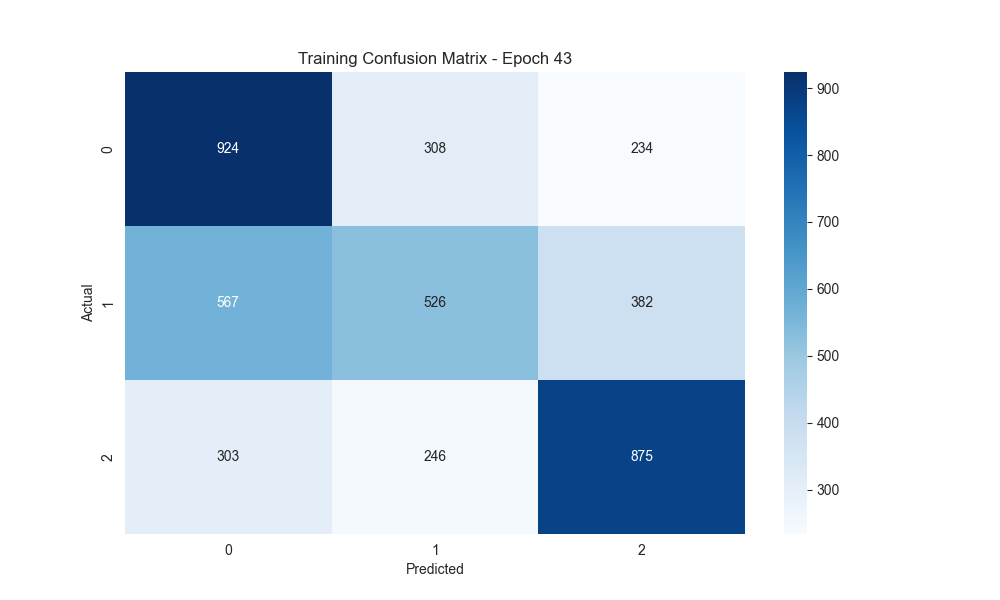 Training Confusion Matrix - Epoch 43
924 308 234
567 526 382
303 246 875
0
1
2
Actual
0 1 2
Predicted
900
800
700
600
500
400
300